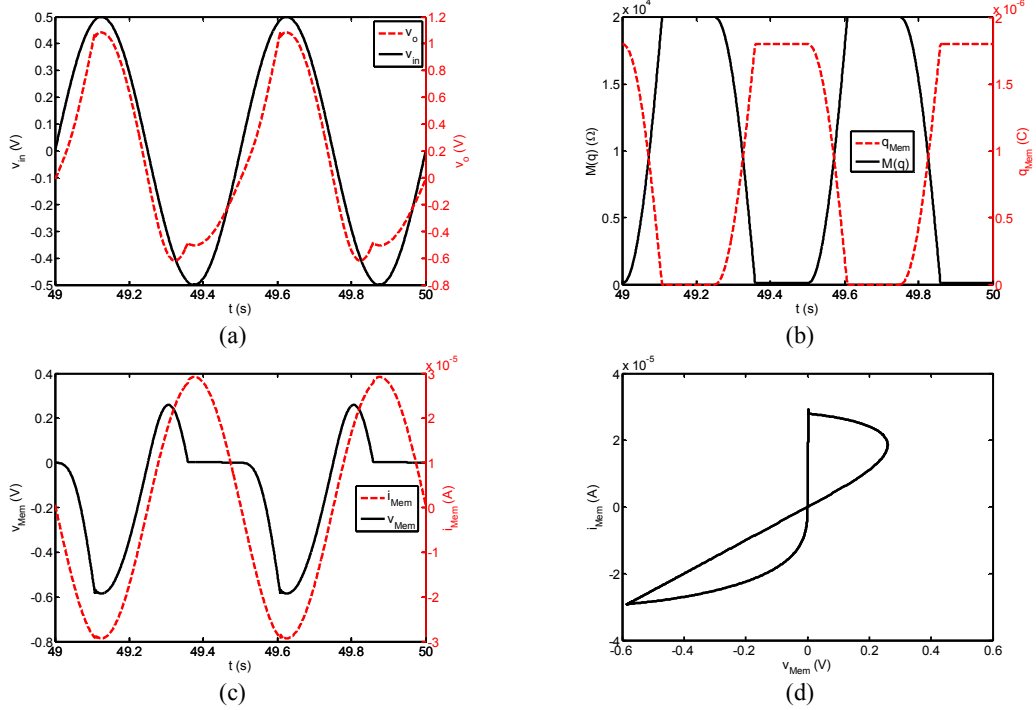 0.5
0.4
0.3
0.2
0.1
0
-0.1
-0.2
-0.3
-0.4
-0.5
v_in (V)
49 49.2 49.4 49.6 49.8 50
t (s)
1.2
1
0.8
0.6
0.4
0.2
0
-0.2
-0.4
-0.6
-0.8
v_o (V)
v_o
v_in
(a)
x 10^4
2
1.5
1
0.5
0
M(q) (Ω)
49 49.2 49.4 49.6 49.8 50
t (s)
x 10^-6
2
1.5
1
0.5
0
q_Mem (C)
q_Mem
M(q)
(b)
0.4
0.2
0
-0.2
-0.4
-0.6
-0.8
v_Mem (V)
49 49.2 49.4 49.6 49.8 50
t (s)
x 10^-5
3
2
1
0
-1
-2
-3
i_Mem (A)
i_Mem
v_Mem
(c)
x 10^-5
4
2
0
-2
-4
i_Mem (A)
-0.6 -0.4 -0.2 0 0.2 0.4 0.6
v_Mem (V)
(d)